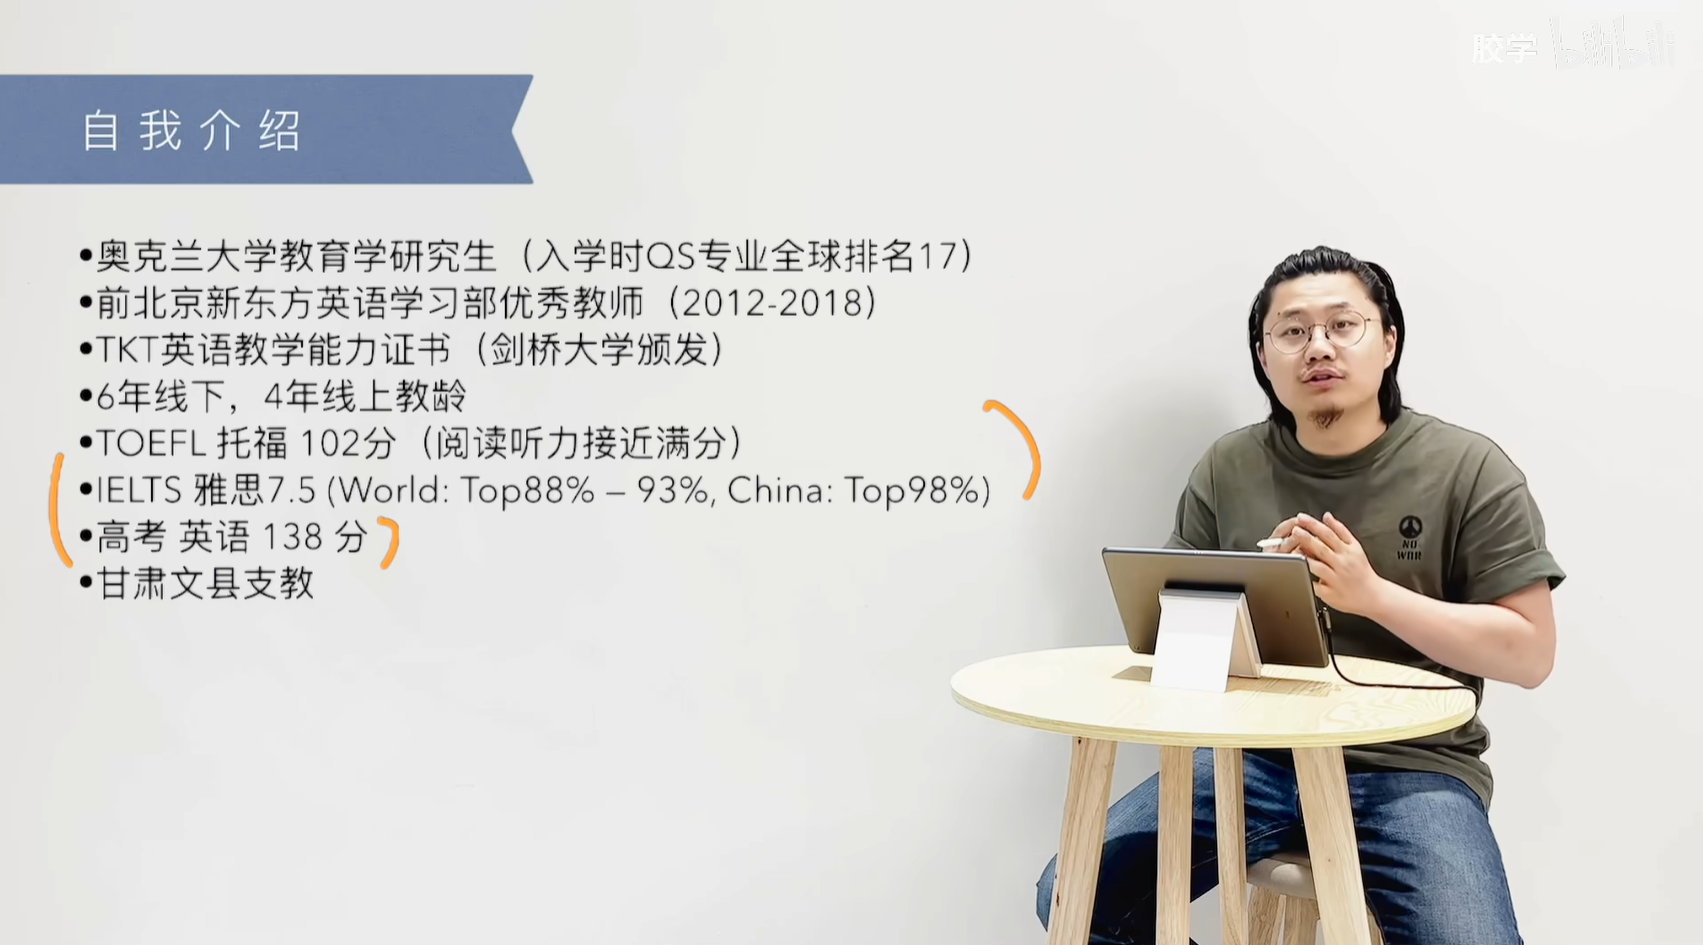 胶学 bilibili
自我介绍
•奥克兰大学教育学研究生（入学时QS专业全球排名17）
•前北京新东方英语学习部优秀教师（2012-2018）
•TKT英语教学能力证书（剑桥大学颁发）
•6年线下，4年线上教龄
•TOEFL 托福 102分（阅读听力接近满分）
•IELTS 雅思7.5 (World: Top88% – 93%, China: Top98%)
•高考 英语 138 分
•甘肃文县支教
NO
WAR